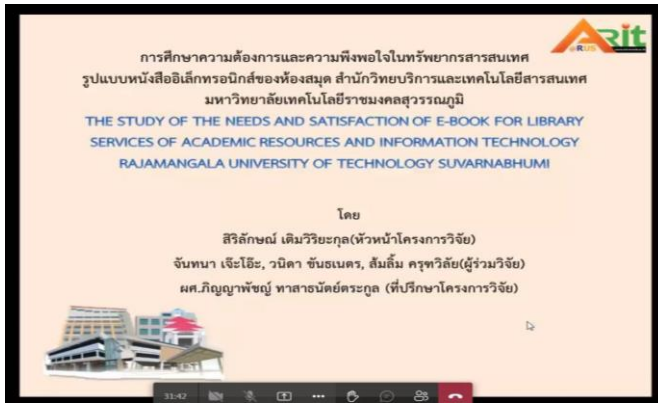 Arit
RUS
การศึกษาความต้องการและความพึงพอใจในทรัพยากรสารสนเทศ
รูปแบบหนังสืออิเล็กทรอนิกส์ของห้องสมุด สำนักวิทยบริการและเทคโนโลยีสารสนเทศ
มหาวิทยาลัยเทคโนโลยีราชมงคลสุวรรณภูมิ
THE STUDY OF THE NEEDS AND SATISFACTION OF E-BOOK FOR LIBRARY
SERVICES OF ACADEMIC RESOURCES AND INFORMATION TECHNOLOGY
RAJAMANGALA UNIVERSITY OF TECHNOLOGY SUVARNABHUMI
โดย
สิริลักษณ์ เติมวิริยะกุล(หัวหน้าโครงการวิจัย)
จันทนา เจ๊ะโอ๊ะ, วนิดา ขันธเนตร, ส้มลิ้ม ครุฑวิลัย(ผู้ร่วมวิจัย)
ผศ.ภิญญาพัชญ์ ทาสาธนัตย์ตระกูล (ที่ปรึกษาโครงการวิจัย)
31:42